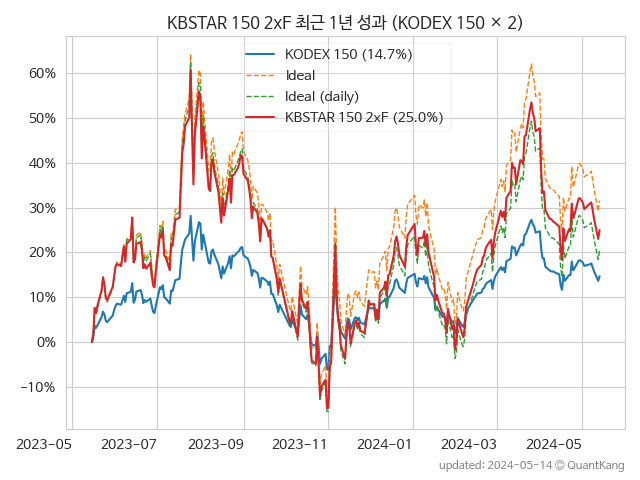 KBSTAR 150 2xF 최근 1년 성과 (KODEX 150 × 2)
KODEX 150 (14.7%)
Ideal
Ideal (daily)
KBSTAR 150 2xF (25.0%)
60%
50%
40%
30%
20%
10%
0%
−10%
2023-05
2023-07
2023-09
2023-11
2024-01
2024-03
2024-05
updated: 2024-05-14 ⓒ QuantKang